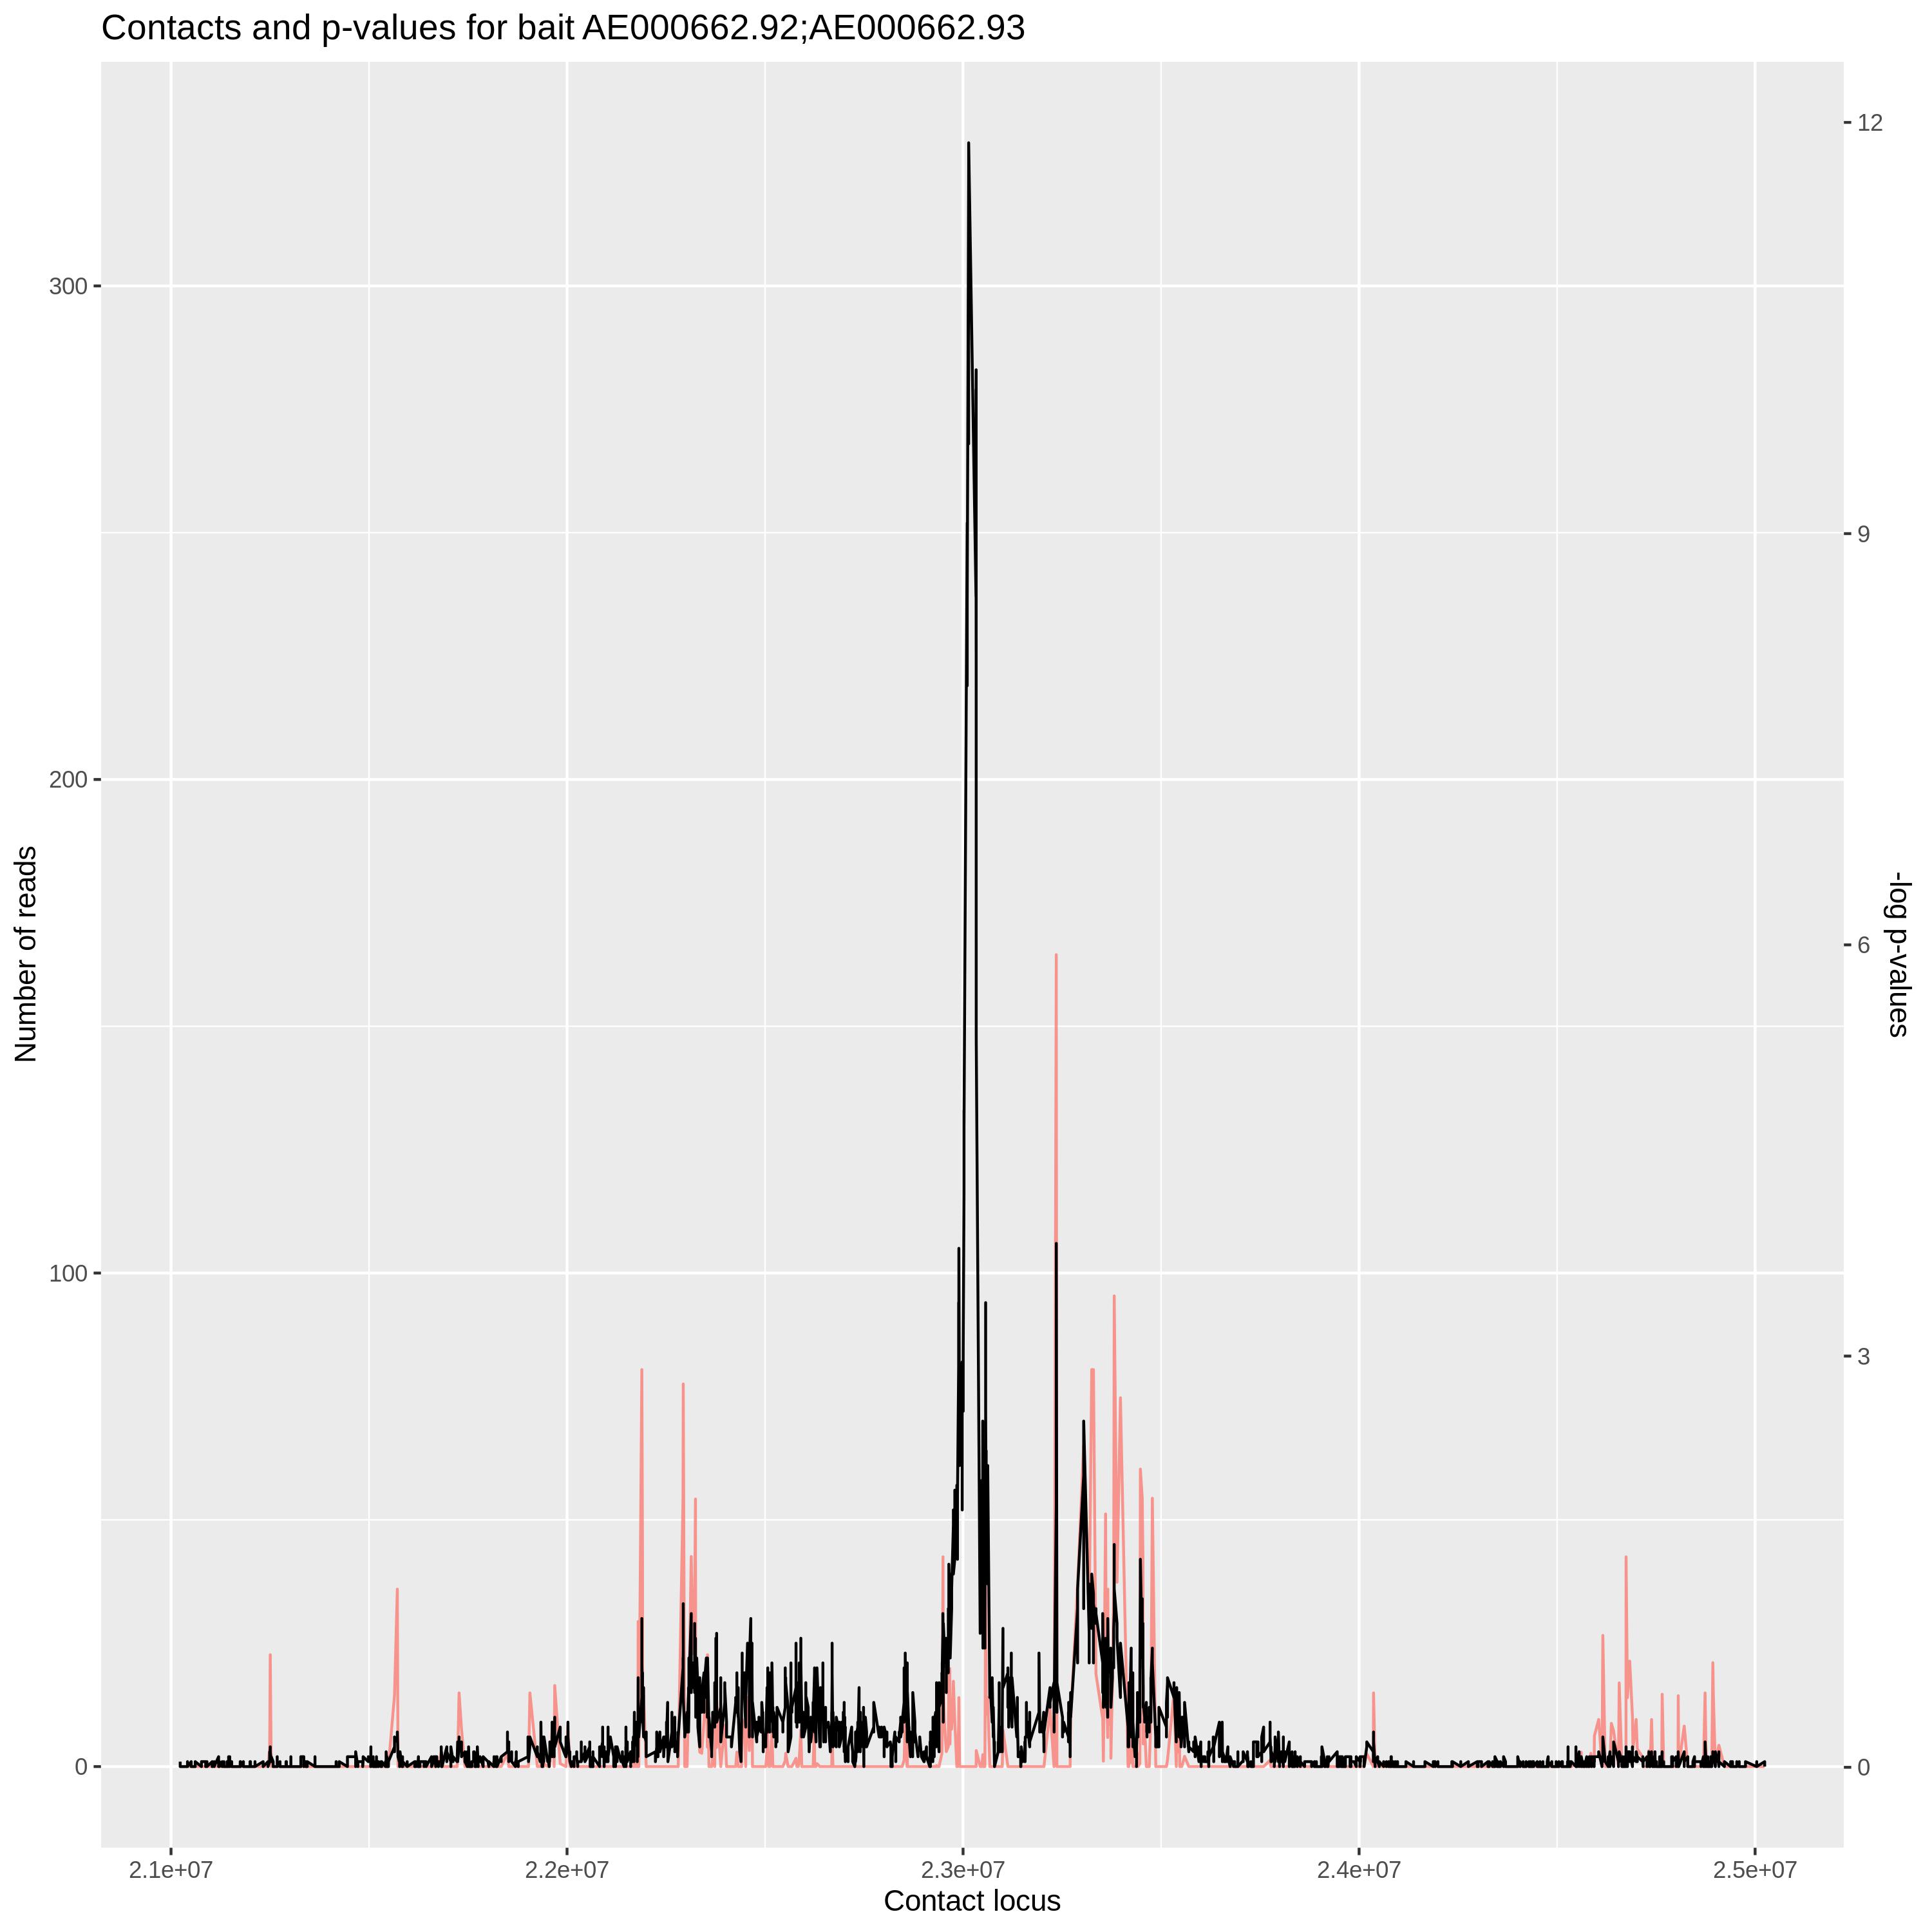 Contacts and p-values for bait AE000662.92;AE000662.93
12
300
9
200
Number of reads
-log p-values
6
100
3
0
0
2.1e+07
2.2e+07
2.3e+07
2.4e+07
2.5e+07
Contact locus